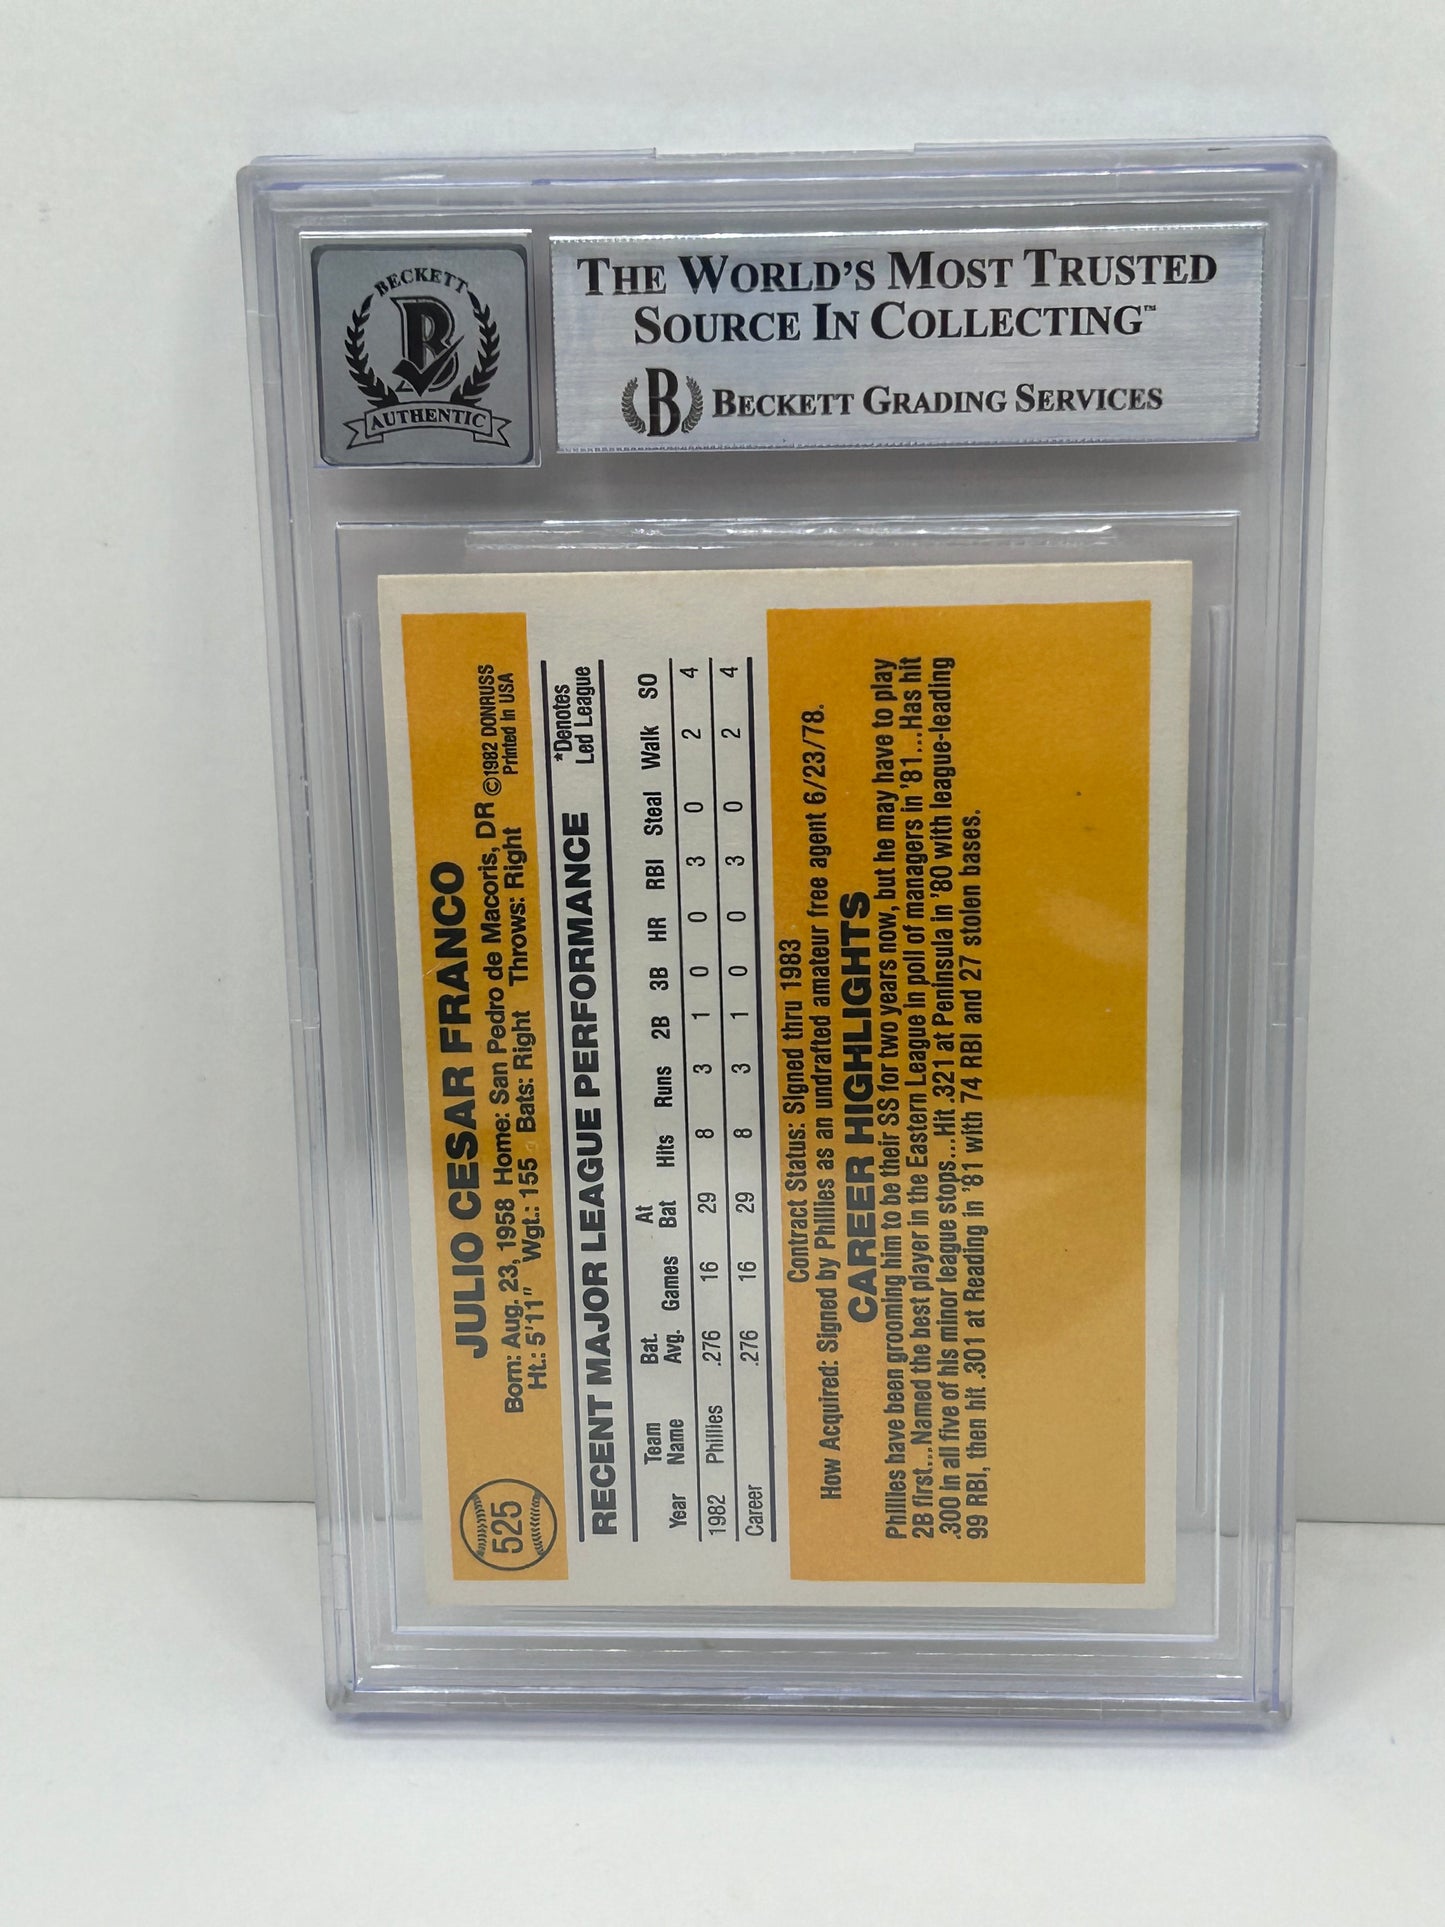 BECKETT
B
AUTHENTIC
THE WORLD'S MOST TRUSTED
SOURCE IN COLLECTING™
B BECKETT GRADING SERVICES
525
JULIO CESAR FRANCO
Born: Aug. 23, 1958 Home: San Pedro de Macoris, DR ©1982 DONRUSS
Ht.: 5'11" Wgt.: 155 Bats: Right Throws: Right Printed In USA
RECENT MAJOR LEAGUE PERFORMANCE
*Denotes
Led League
Year Team Name Bat. Avg. Games At Bat Hits Runs 2B 3B HR RBI Steal Walk SO
1982 Phillies .276 16 29 8 3 1 0 0 3 0 2 4
Career .276 16 29 8 3 1 0 0 3 0 2 4
Contract Status: Signed thru 1983
How Acquired: Signed by Phillies as an undrafted amateur free agent 6/23/78.
CAREER HIGHLIGHTS
Phillies have been grooming him to be their SS for two years now, but he may have to play
2B first...Named the best player in the Eastern League in poll of managers in '81...Has hit
.300 in all five of his minor league stops...Hit .321 at Peninsula in '80 with league-leading
99 RBI, then hit .301 at Reading in '81 with 74 RBI and 27 stolen bases.